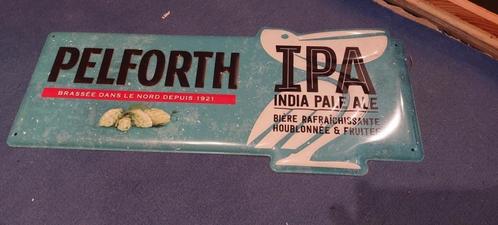 PELFORTH
BRASSÉE DANS LE NORD DEPUIS 1921
IPA
INDIA PALE ALE
BIÈRE RAFRAÎCHISSANTE
HOUBLONNÉE & FRUITÉE